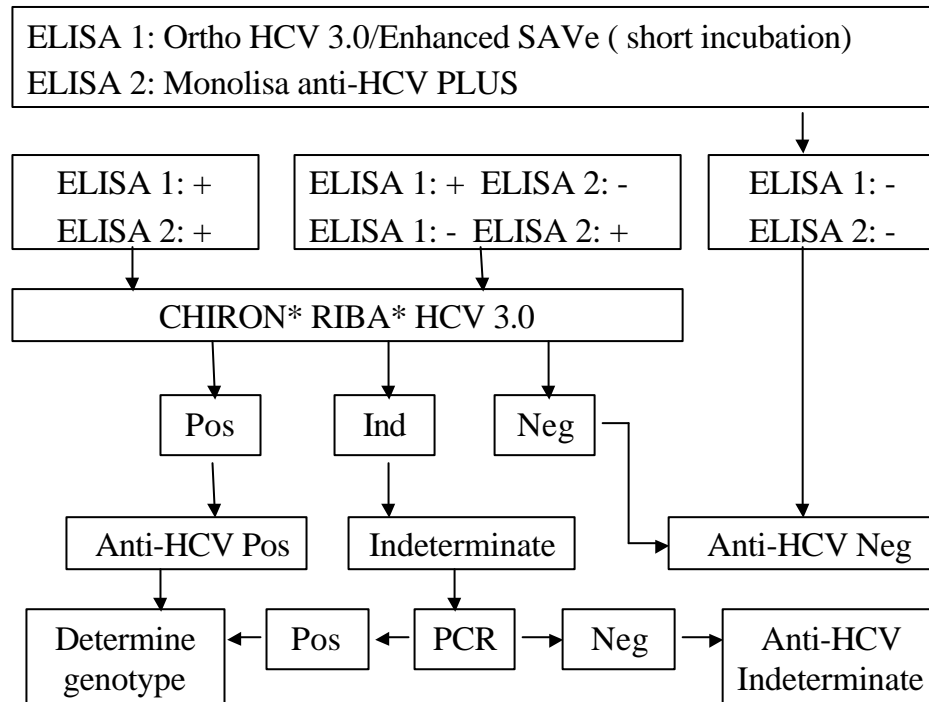 ELISA 1: Ortho HCV 3.0/Enhanced SAVe ( short incubation)
ELISA 2: Monolisa anti-HCV PLUS
ELISA 1: +
ELISA 2: +
ELISA 1: + ELISA 2: -
ELISA 1: - ELISA 2: +
ELISA 1: -
ELISA 2: -
CHIRON* RIBA* HCV 3.0
Pos
Ind
Neg
Anti-HCV Pos
Indeterminate
Anti-HCV Neg
Determine
genotype
Pos
PCR
Neg
Anti-HCV
Indeterminate